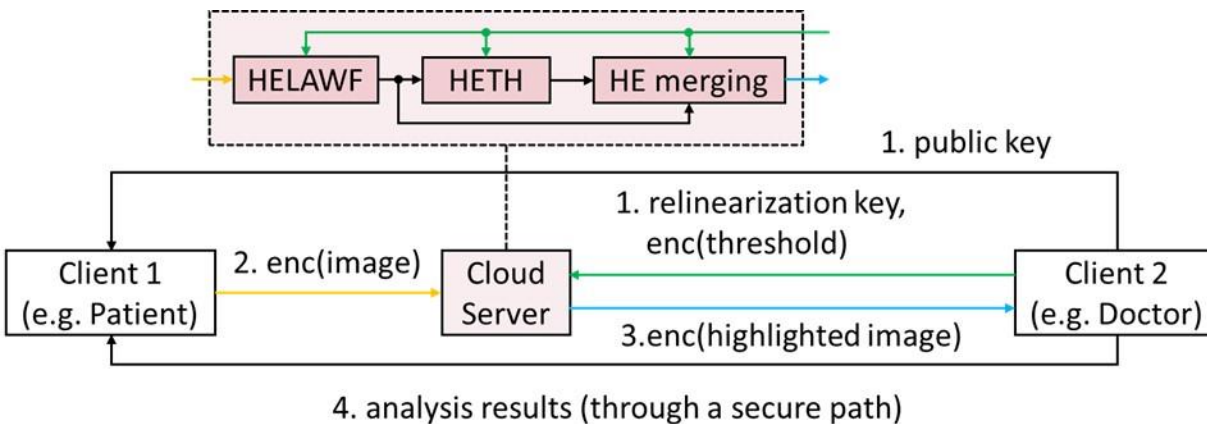 HELAWF
HETH
HE merging
1. public key
1. relinearization key,
enc(threshold)
Client 1
(e.g. Patient)
2. enc(image)
Cloud
Server
Client 2
(e.g. Doctor)
3.enc(highlighted image)
4. analysis results (through a secure path)